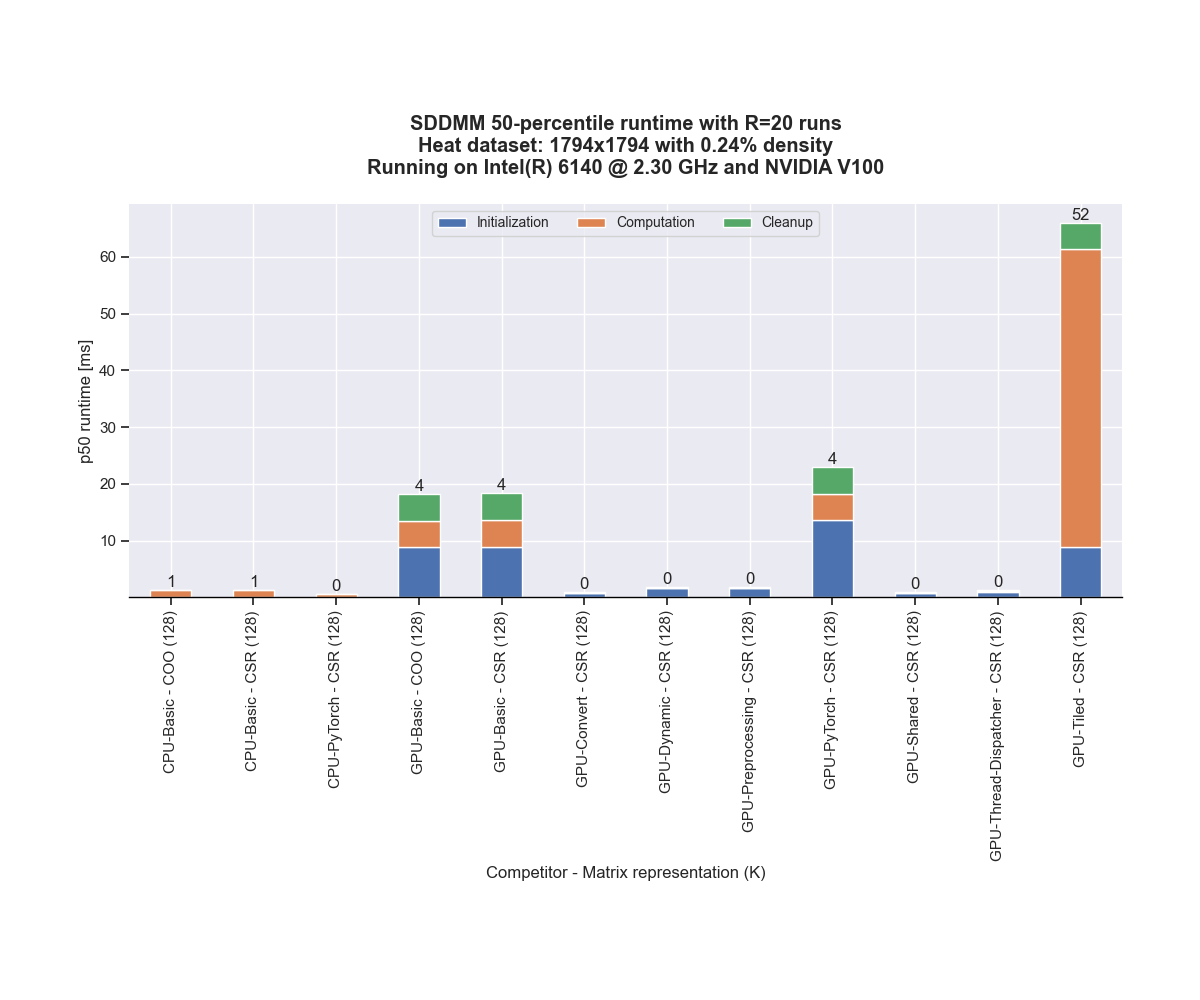 SDDMM 50-percentile runtime with R=20 runs
Heat dataset: 1794x1794 with 0.24% density
Running on Intel(R) 6140 @ 2.30 GHz and NVIDIA V100
Initialization
Computation
Cleanup
p50 runtime [ms]
60
50
40
30
20
10
1
1
0
4
4
0
0
0
4
0
0
52
CPU-Basic - COO (128)
CPU-Basic - CSR (128)
CPU-PyTorch - CSR (128)
GPU-Basic - COO (128)
GPU-Basic - CSR (128)
GPU-Convert - CSR (128)
GPU-Dynamic - CSR (128)
GPU-Preprocessing - CSR (128)
GPU-PyTorch - CSR (128)
GPU-Shared - CSR (128)
GPU-Thread-Dispatcher - CSR (128)
GPU-Tiled - CSR (128)
Competitor - Matrix representation (K)